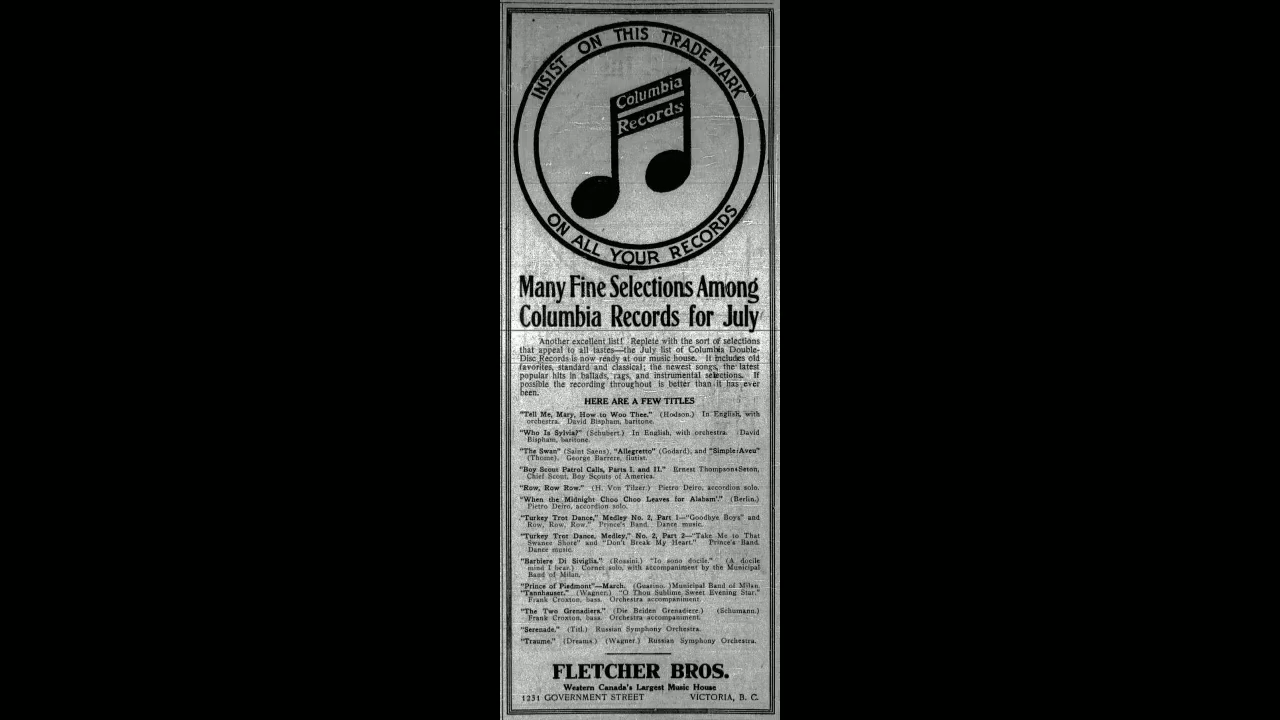 INSIST ON THIS TRADE MARK
Columbia
Records
ON ALL YOUR RECORDS
Many Fine Selections Among
Columbia Records for July
Another excellent list! Replete with the sort of selections
that appeal to all tastes—the July list of Columbia Double-
Disc Records is now ready at our music house. It includes old
favorites, standard and classical; the newest songs, the latest
popular hits in ballads, rags, and instrumental selections. If
possible the recording throughout is better than it has ever
been.
HERE ARE A FEW TITLES
"Tell Me, Mary, How to Woo Thee." (Hodson.) In English, with
orchestra. David Bispham, baritone.
"Who Is Sylvia?" (Schubert.) In English, with orchestra. David
Bispham, baritone.
"The Swan" (Saint Saens), "Allegretto" (Godard), and "Simple Aveu"
(Thome). George Barrere, flutist.
"Boy Scout Patrol Calls, Parts I. and II." Ernest Thompson Seton,
Chief Scout, Boy Scouts of America.
"Row, Row Row." (H. Von Tilzer.) Pietro Deiro, accordion solo.
"When the Midnight Choo Choo Leaves for Alabam'." (Berlin.)
Pietro Deiro, accordion solo.
"Turkey Trot Dance," Medley No. 2, Part 1—"Goodbye Boys" and
Row, Row, Row." Prince's Band. Dance music.
"Turkey Trot Dance, Medley," No. 2, Part 2—"Take Me to That
Swanee Shore" and "Don't Break My Heart." Prince's Band.
Dance music.
"Barbiere Di Siviglia." (Rossini.) "Io sono docile." (A docile
mind I bear.) Cornet solo, with accompaniment by the Municipal
Band of Milan.
"Prince of Piedmont"—March. (Guarino.) Municipal Band of Milan.
"Tannhauser." (Wagner.) "O Thou Sublime Sweet Evening Star."
Frank Croxton, bass. Orchestra accompaniment.
"The Two Grenadiers." (Die Beiden Grenadiere.) (Schumann.)
Frank Croxton, bass. Orchestra accompaniment.
"Serenade." (Titl.) Russian Symphony Orchestra.
"Traume." (Dreams.) (Wagner.) Russian Symphony Orchestra.
FLETCHER BROS.
Western Canada's Largest Music House
1231 GOVERNMENT STREET VICTORIA, B. C.